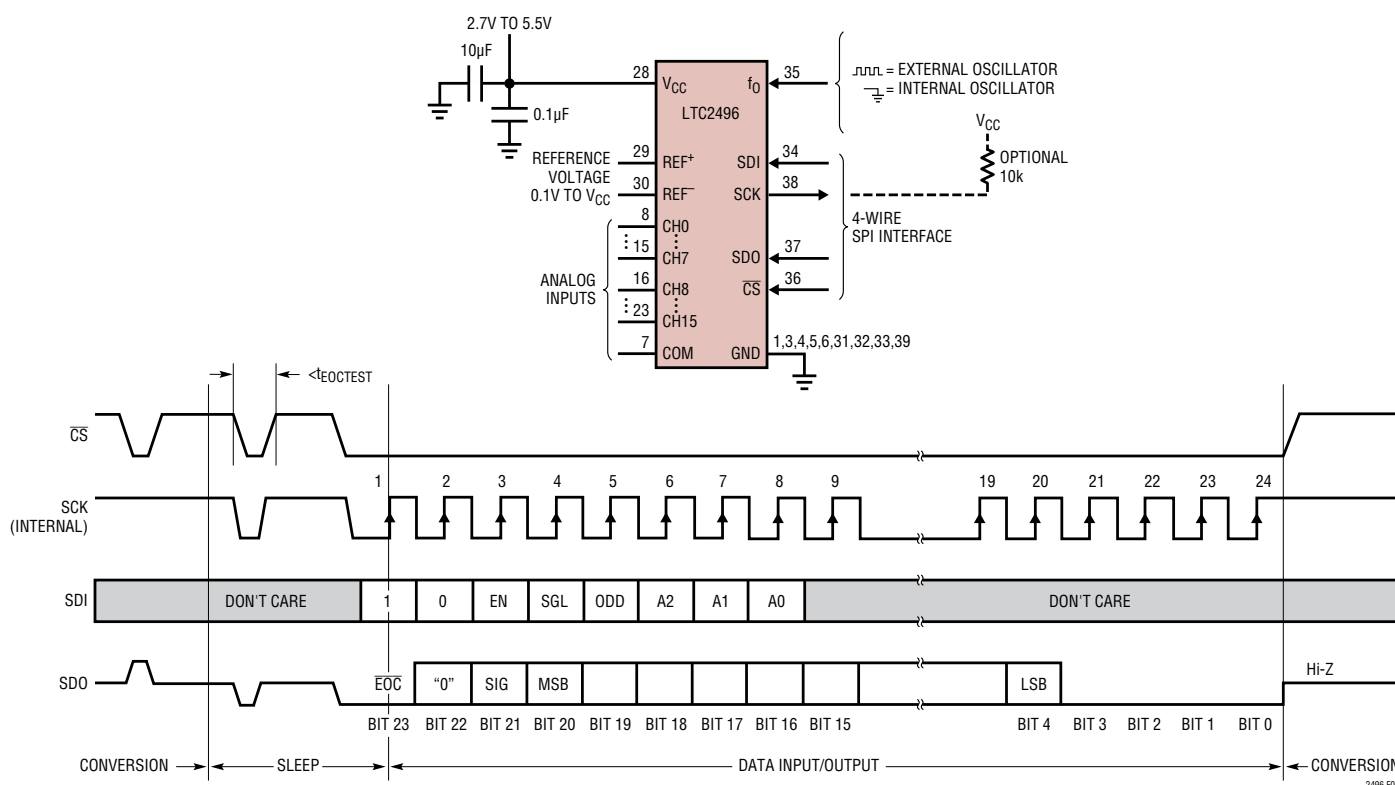 2.7V TO 5.5V
10µF
0.1µF
28
VCC
LTC2496
fO
35
= EXTERNAL OSCILLATOR
= INTERNAL OSCILLATOR
VCC
OPTIONAL
10k
REFERENCE
VOLTAGE
0.1V TO VCC
29
REF+
30
REF–
SDI
34
SCK
38
4-WIRE
SPI INTERFACE
8
CH0
15
CH7
ANALOG
INPUTS
16
CH8
23
CH15
7
COM
SDO
37
CS
36
GND
1,3,4,5,6,31,32,33,39
<tEOCTEST
CS
1 2 3 4 5 6 7 8 9 19 20 21 22 23 24
SCK
(INTERNAL)
SDI DON'T CARE 1 0 EN SGL ODD A2 A1 A0 DON'T CARE
SDO EOC “0” SIG MSB LSB Hi-Z
BIT 23 BIT 22 BIT 21 BIT 20 BIT 19 BIT 18 BIT 17 BIT 16 BIT 15 BIT 4 BIT 3 BIT 2 BIT 1 BIT 0
CONVERSION SLEEP DATA INPUT/OUTPUT CONVERSION